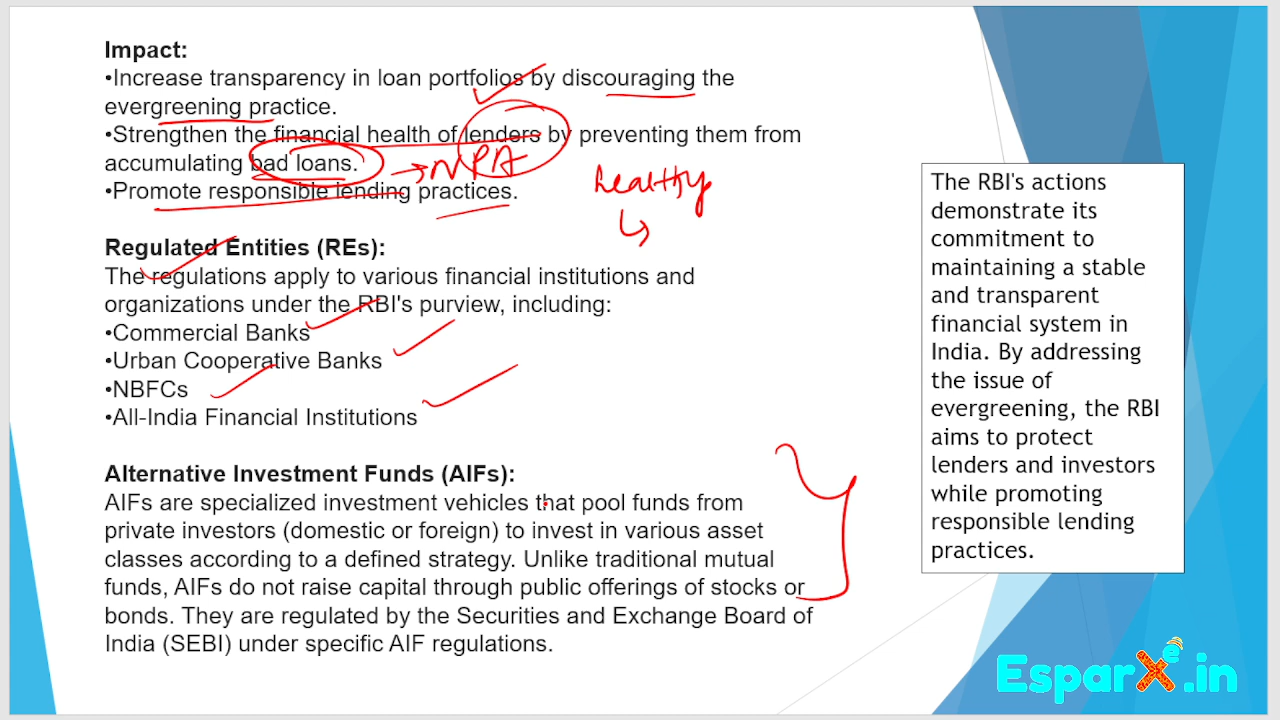 Impact:
•Increase transparency in loan portfolios by discouraging the
evergreening practice.
•Strengthen the financial health of lenders by preventing them from
accumulating bad loans.
→NPA
healthy
•Promote responsible lending practices.
Regulated Entities (REs):
The regulations apply to various financial institutions and
organizations under the RBI's purview, including:
•Commercial Banks
•Urban Cooperative Banks
•NBFCs
•All-India Financial Institutions
Alternative Investment Funds (AIFs):
AIFs are specialized investment vehicles that pool funds from
private investors (domestic or foreign) to invest in various asset
classes according to a defined strategy. Unlike traditional mutual
funds, AIFs do not raise capital through public offerings of stocks or
bonds. They are regulated by the Securities and Exchange Board of
India (SEBI) under specific AIF regulations.
The RBI's actions
demonstrate its
commitment to
maintaining a stable
and transparent
financial system in
India. By addressing
the issue of
evergreening, the RBI
aims to protect
lenders and investors
while promoting
responsible lending
practices.
EsparXe.in